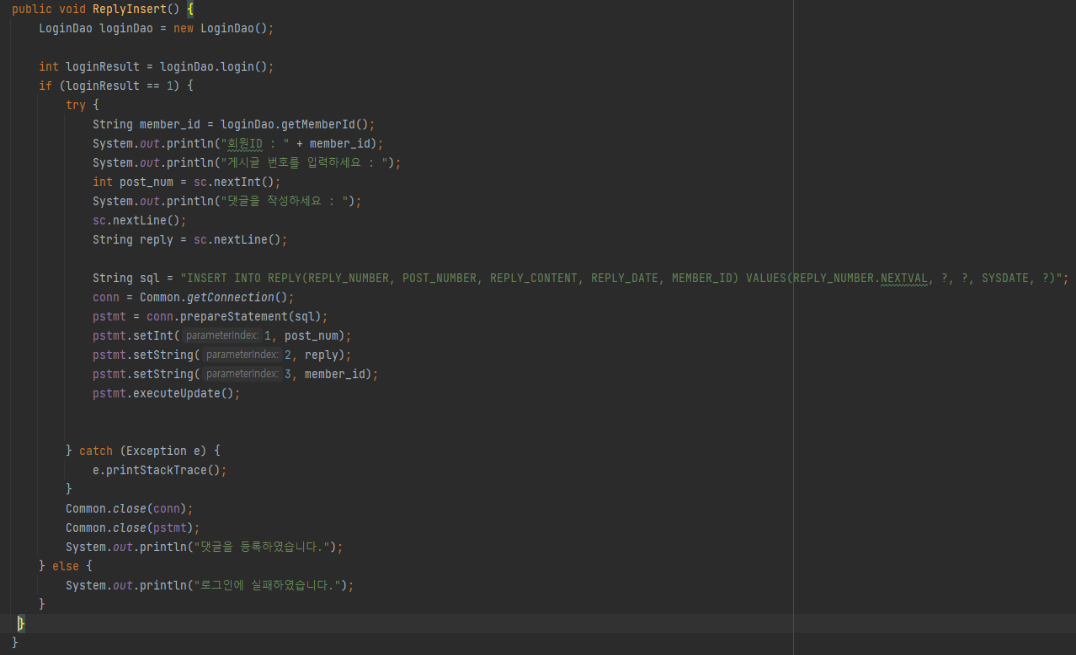 public void ReplyInsert() {
LoginDao loginDao = new LoginDao();
int loginResult = loginDao.login();
if (loginResult == 1) {
try {
String member_id = loginDao.getMemberId();
System.out.println("회원ID : " + member_id);
System.out.println("게시글 번호를 입력하세요 : ");
int post_num = sc.nextInt();
System.out.println("댓글을 작성하세요 : ");
sc.nextLine();
String reply = sc.nextLine();
String sql = "INSERT INTO REPLY(REPLY_NUMBER, POST_NUMBER, REPLY_CONTENT, REPLY_DATE, MEMBER_ID) VALUES(REPLY_NUMBER.NEXTVAL, ?, ?, SYSDATE, ?)";
conn = Common.getConnection();
pstmt = conn.prepareStatement(sql);
pstmt.setInt( parameterIndex: 1, post_num);
pstmt.setString( parameterIndex: 2, reply);
pstmt.setString( parameterIndex: 3, member_id);
pstmt.executeUpdate();
} catch (Exception e) {
e.printStackTrace();
}
Common.close(conn);
Common.close(pstmt);
System.out.println("댓글을 등록하였습니다.");
} else {
System.out.println("로그인에 실패하였습니다.");
}
}
}